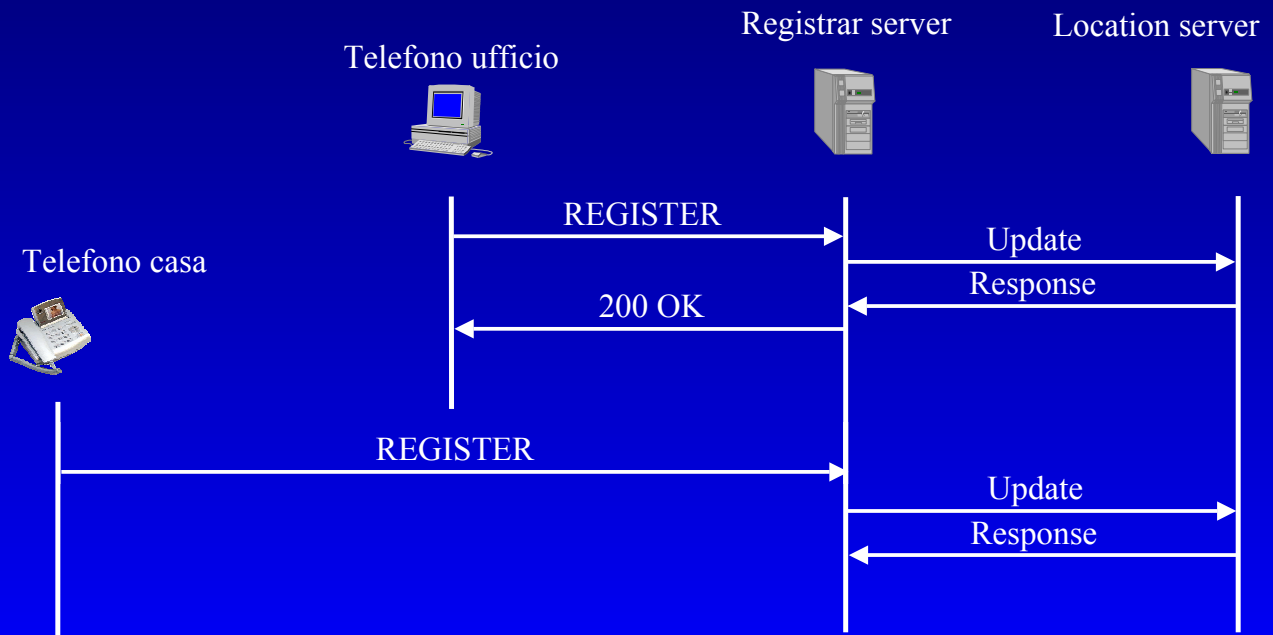 Registrar server
Location server
Telefono ufficio
REGISTER
Update
Telefono casa
Response
200 OK
REGISTER
Update
Response